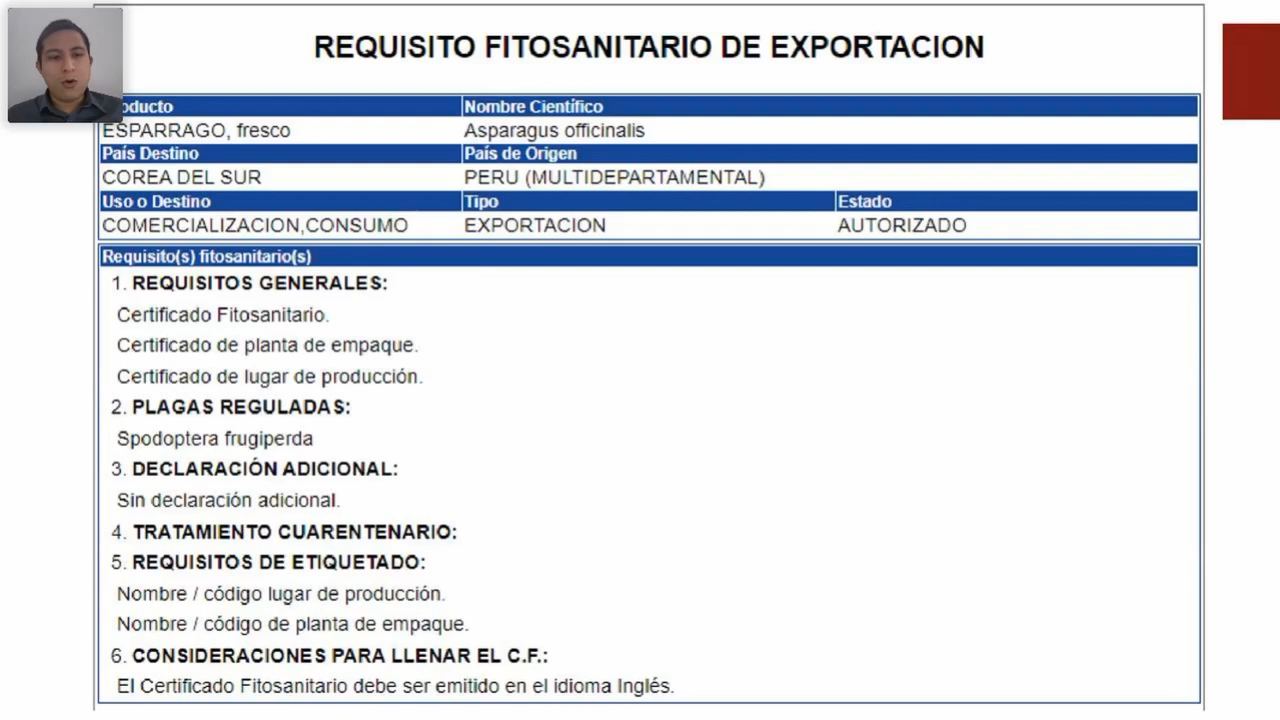 REQUISITO FITOSANITARIO DE EXPORTACION
oducto Nombre Científico
ESPARRAGO, fresco Asparagus officinalis
País Destino País de Origen
COREA DEL SUR PERU (MULTIDEPARTAMENTAL)
Uso o Destino Tipo Estado
COMERCIALIZACION,CONSUMO EXPORTACION AUTORIZADO
Requisito(s) fitosanitario(s)
1. REQUISITOS GENERALES:
Certificado Fitosanitario.
Certificado de planta de empaque.
Certificado de lugar de producción.
2. PLAGAS REGULADAS:
Spodoptera frugiperda
3. DECLARACIÓN ADICIONAL:
Sin declaración adicional.
4. TRATAMIENTO CUARENTENARIO:
5. REQUISITOS DE ETIQUETADO:
Nombre / código lugar de producción.
Nombre / código de planta de empaque.
6. CONSIDERACIONES PARA LLENAR EL C.F.:
El Certificado Fitosanitario debe ser emitido en el idioma Inglés.